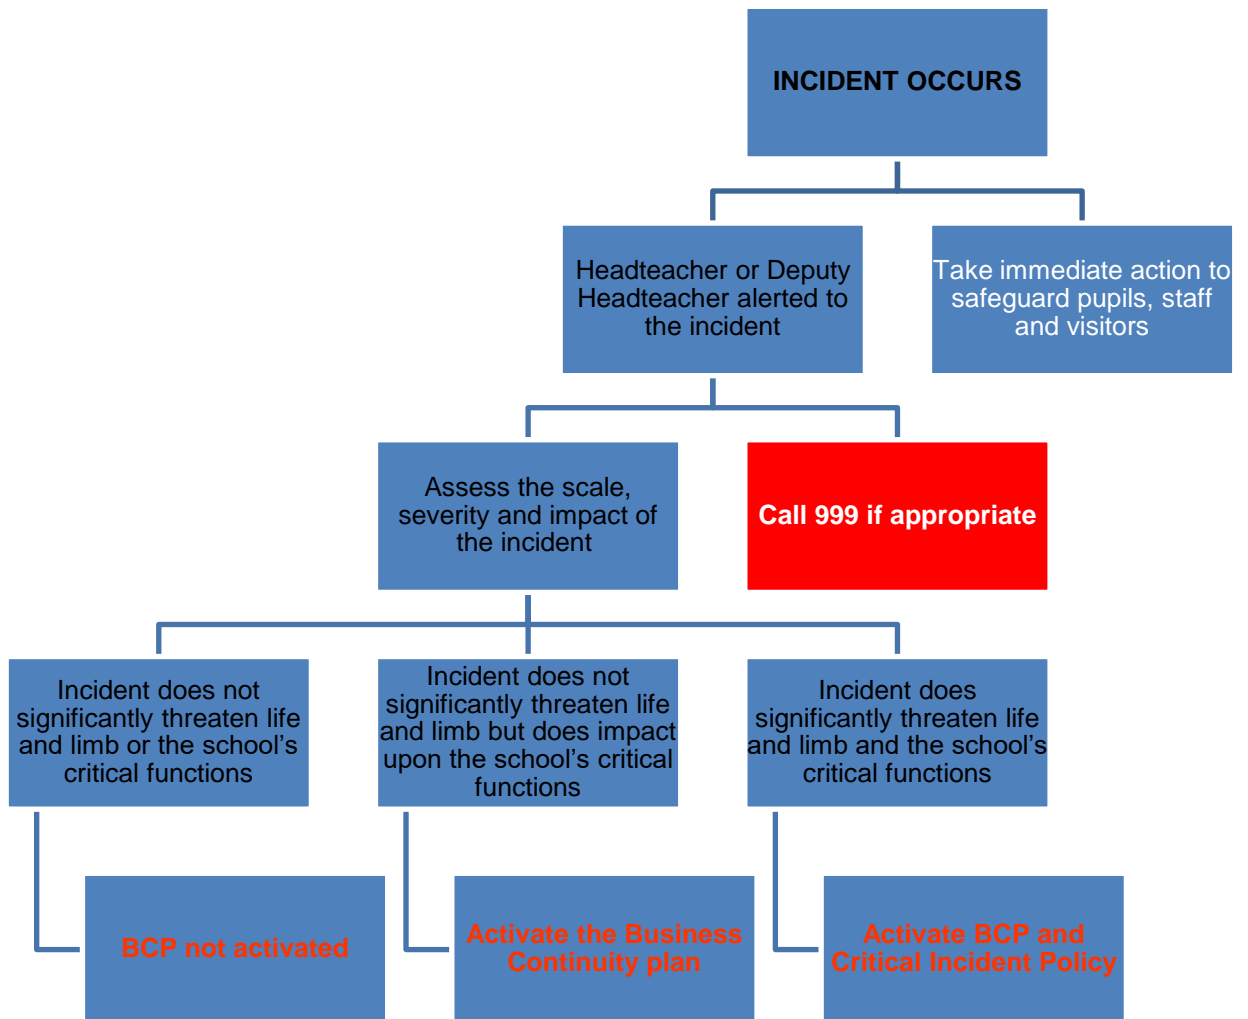 INCIDENT OCCURS
Headteacher or Deputy
Headteacher alerted to
the incident
Take immediate action to
safeguard pupils, staff
and visitors
Assess the scale,
severity and impact of
the incident
Call 999 if appropriate
Incident does not
significantly threaten life
and limb or the school’s
critical functions
Incident does not
significantly threaten life
and limb but does impact
upon the school’s critical
functions
Incident does
significantly threaten life
and limb and the school’s
critical functions
BCP not activated
Activate the Business
Continuity plan
Activate BCP and
Critical Incident Policy